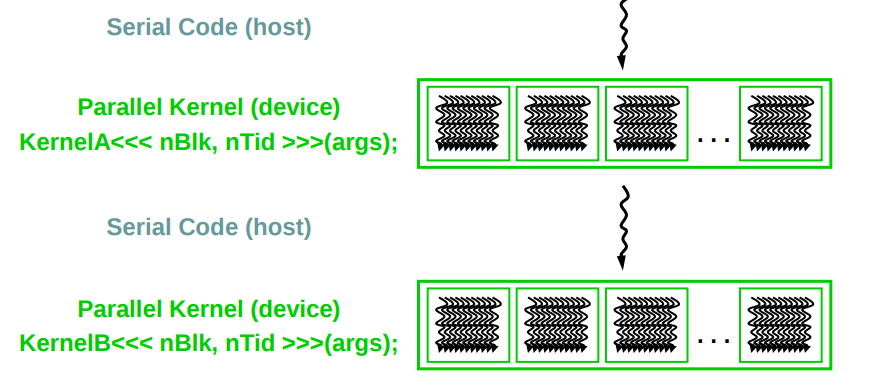 Serial Code (host)
Parallel Kernel (device)
KernelA<<< nBlk, nTid >>>(args);
. . .
Serial Code (host)
Parallel Kernel (device)
KernelB<<< nBlk, nTid >>>(args);
. . .